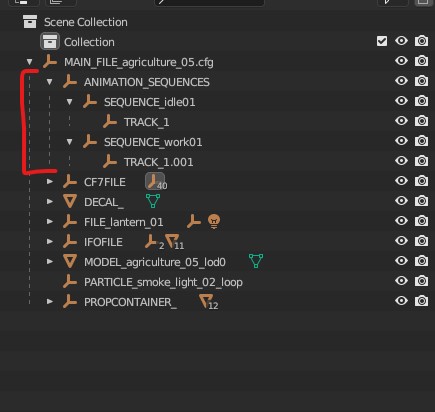 Scene Collection
Collection
MAIN_FILE_agriculture_05.cfg
ANIMATION_SEQUENCES
SEQUENCE_idle01
TRACK_1
SEQUENCE_work01
TRACK_1.001
CF7FILE 40
DECAL_
FILE_lantern_01
IFOFILE 2 11
MODEL_agriculture_05_lod0
PARTICLE_smoke_light_02_loop
PROPCONTAINER_ 12